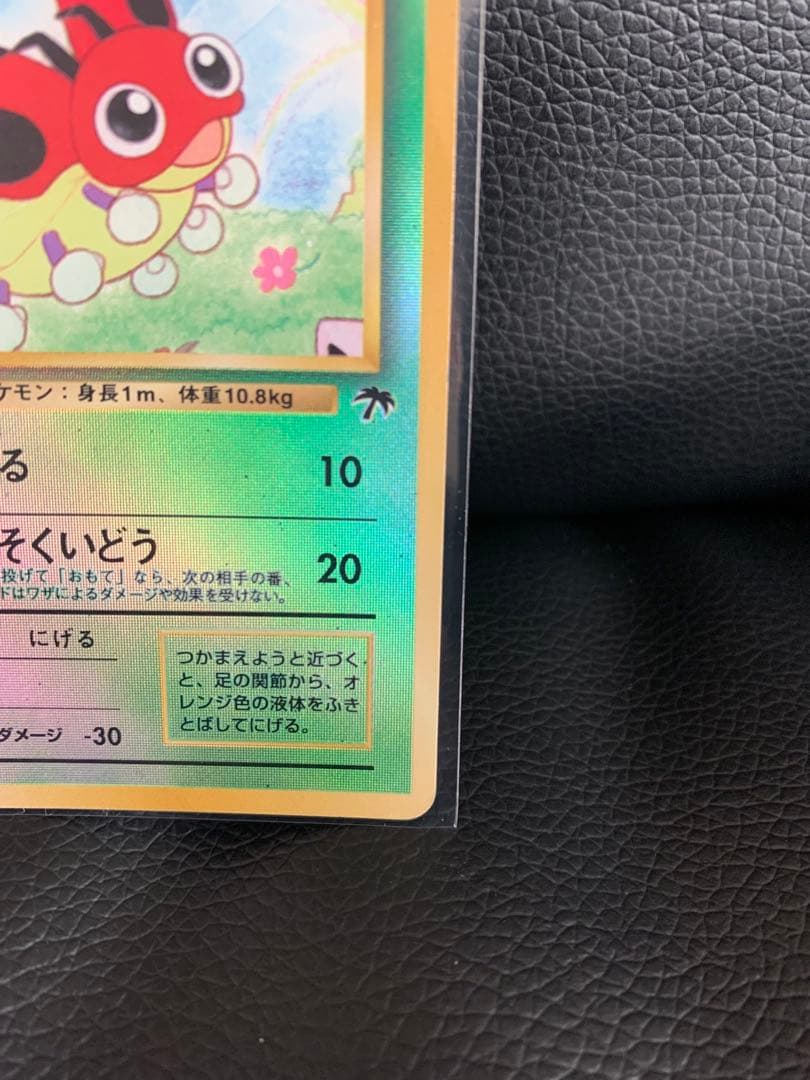 ケモン：身長1m、体重10.8kg
る 10
そくいどう 20
投げて「おもて」なら、次の相手の番、
ドはワザによるダメージや効果を受けない。
にげる
ダメージ -30
つかまえようと近づく
と、足の関節から、オ
レンジ色の液体をふき
とばしてにげる。